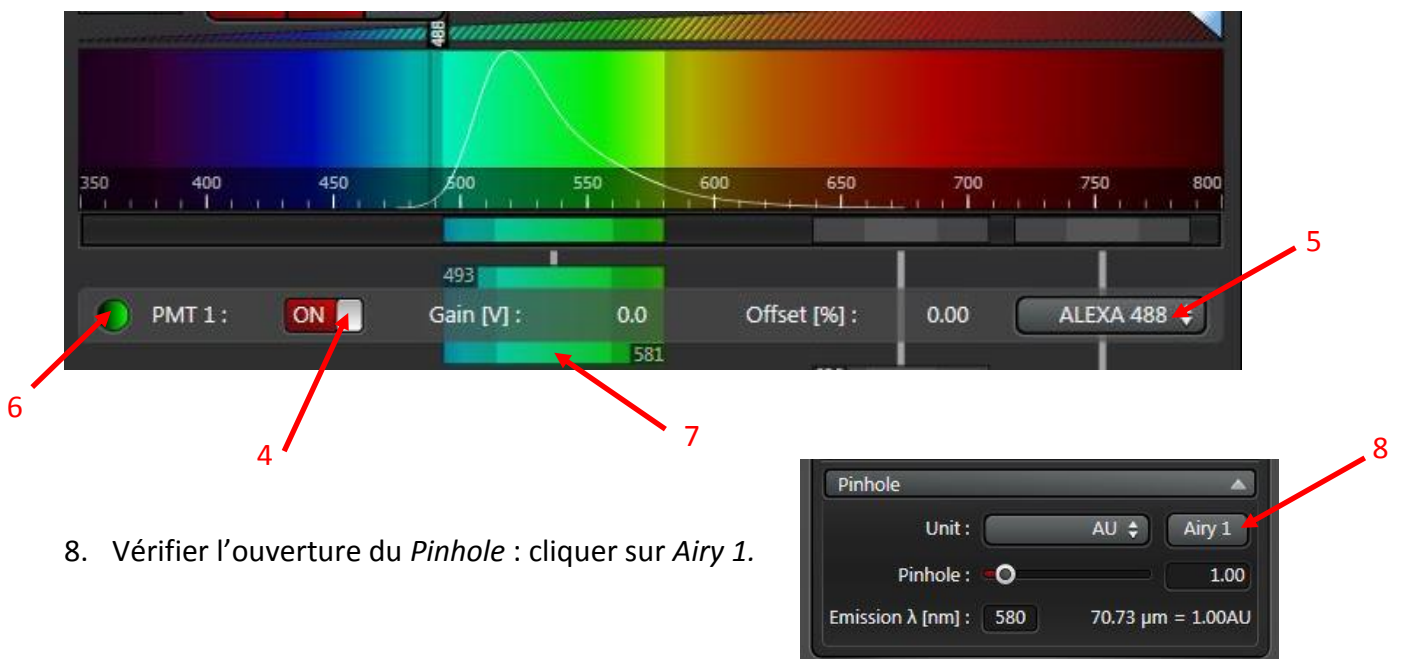 488
350 400 450 500 550 600 650 700 750 800
5
493
PMT 1 : ON Gain [V] : 0.0 Offset [%] : 0.00 ALEXA 488
581
6
4
7
8
Pinhole
Unit : AU Airy 1
8. Vérifier l’ouverture du Pinhole : cliquer sur Airy 1.
Pinhole : 1.00
Emission λ [nm] : 580 70.73 µm = 1.00AU